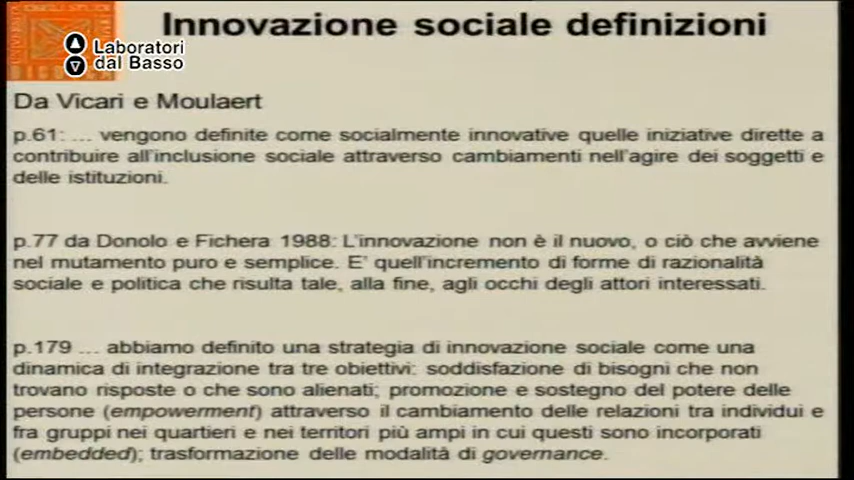 Innovazione sociale definizioni
Laboratori
dal Basso
Da Vicari e Moulaert
p.61: ... vengono definite come socialmente innovative quelle iniziative dirette a
contribuire all'inclusione sociale attraverso cambiamenti nell'agire dei soggetti e
delle istituzioni.
p.77 da Donolo e Fichera 1988: L'innovazione non è il nuovo, o ciò che avviene
nel mutamento puro e semplice. E' quell'incremento di forme di razionalità
sociale e politica che risulta tale, alla fine, agli occhi degli attori interessati.
p.179 ... abbiamo definito una strategia di innovazione sociale come una
dinamica di integrazione tra tre obiettivi: soddisfazione di bisogni che non
trovano risposte o che sono alienati; promozione e sostegno del potere delle
persone (empowerment) attraverso il cambiamento delle relazioni tra individui e
fra gruppi nei quartieri e nei territori più ampi in cui questi sono incorporati
(embedded); trasformazione delle modalità di governance.